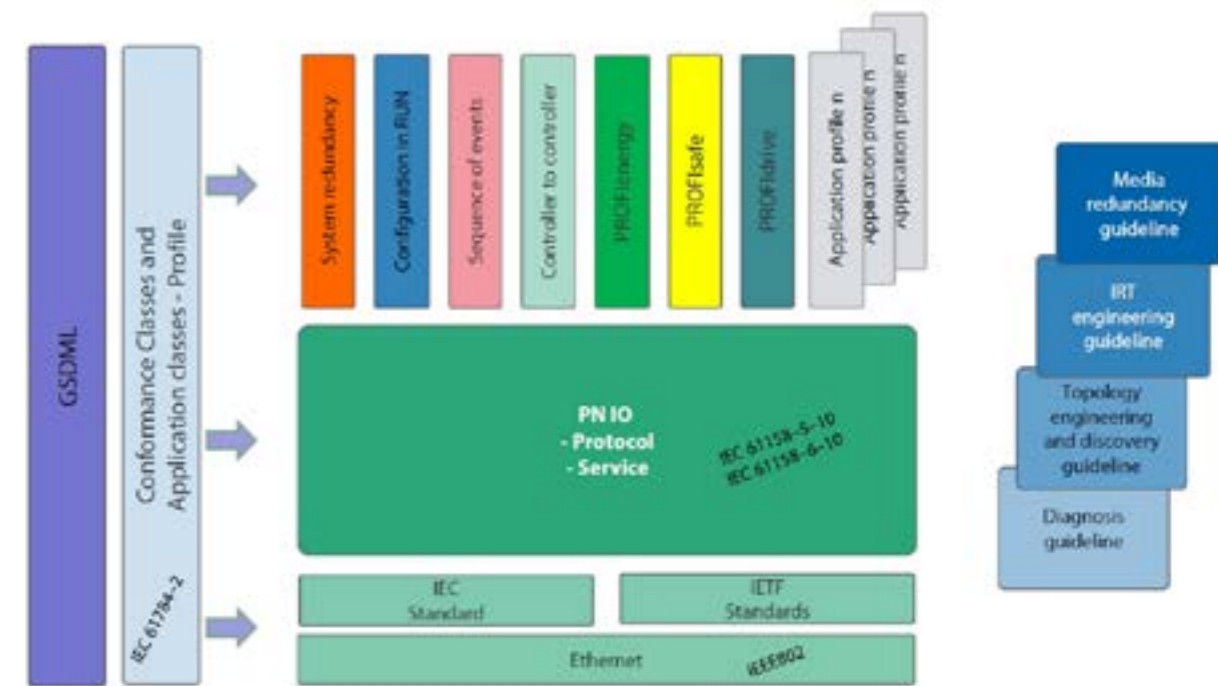 GSDML
Conformance Classes and
Application classes - Profile
IEC 61784-2
System redundancy
Configuration in RUN
Sequence of events
Controller to controller
PROFIenergy
PROFIsafe
PROFIdrive
Application profile n
Application profile n
Application profile n
PN IO
- Protocol
- Service
IEC 61158-5-10
IEC 61158-6-10
IEC
Standard
IETF
Standards
Ethernet
IEEE802
Media
redundancy
guideline
IRT
engineering
guideline
Topology
engineering
and discovery
guideline
Diagnosis
guideline